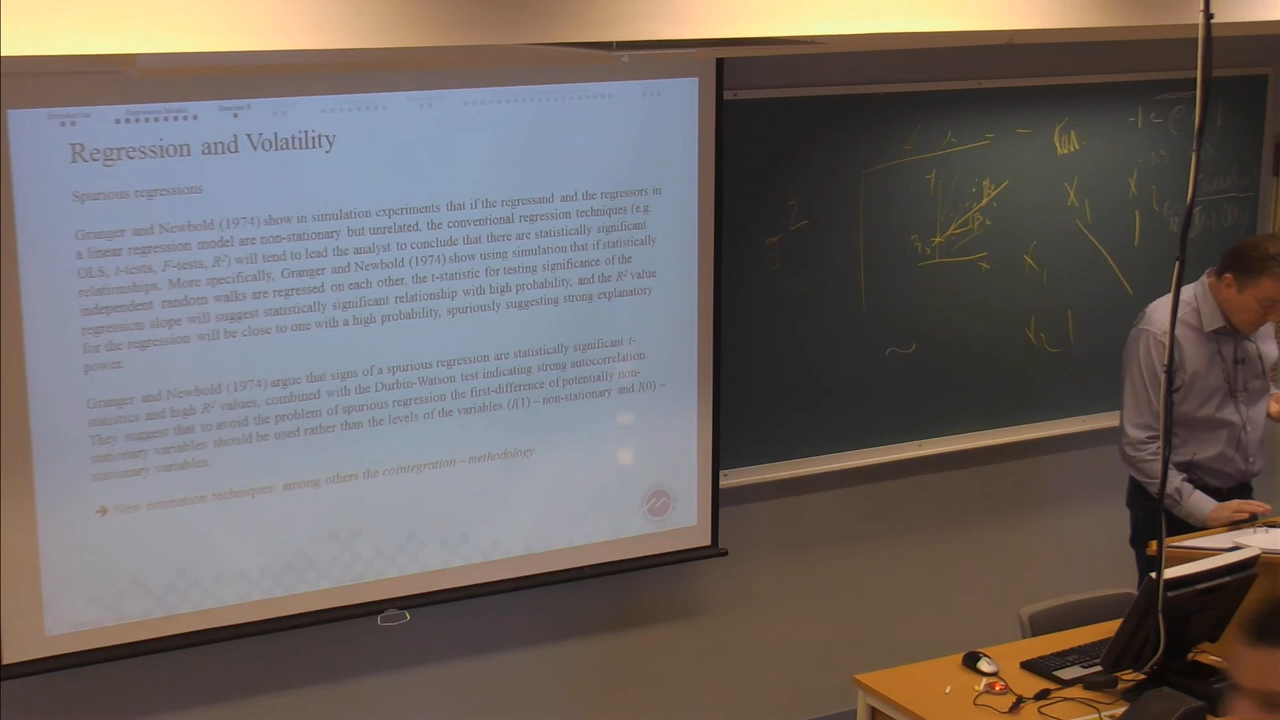 Introduction Regression Models
Regression and Volatility
Spurious regressions
Granger and Newbold (1974) show in simulation experiments that if the regressand and the regressors in
a linear regression model are non-stationary but unrelated, the conventional regression techniques (e.g.
OLS, t-tests, F-tests, R²) will tend to lead the analyst to conclude that there are statistically significant
relationships. More specifically, Granger and Newbold (1974) show using simulation that if statistically
independent random walks are regressed on each other, the t-statistic for testing significance of the
regression slope will suggest statistically significant relationship with high probability, and the R² value
for the regression will be close to one with a high probability, spuriously suggesting strong explanatory
power.
Granger and Newbold (1974) argue that signs of a spurious regression are statistically significant t-
statistics and high R² values, combined with the Durbin-Watson test indicating strong autocorrelation.
They suggest that to avoid the problem of spurious regression the first-difference of potentially non-
stationary variables should be used rather than the levels of the variables (I(1) – non-stationary and I(0) –
stationary variables.
➔ New estimation techniques: among others the cointegration – methodology.
σ²
X₁ X₂
X₁
X₂ 1